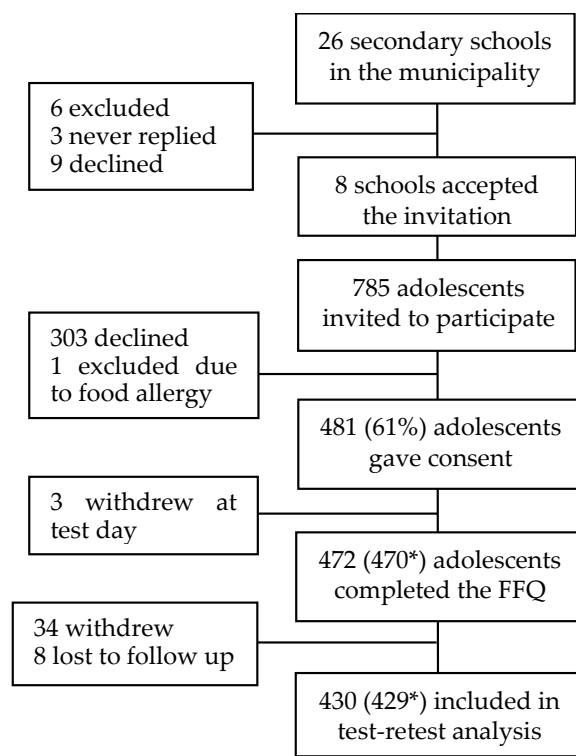 26 secondary schools
in the municipality
6 excluded
3 never replied
9 declined
8 schools accepted
the invitation
785 adolescents
invited to participate
303 declined
1 excluded due
to food allergy
481 (61%) adolescents
gave consent
3 withdrew at
test day
472 (470*) adolescents
completed the FFQ
34 withdrew
8 lost to follow up
430 (429*) included in
test-retest analysis